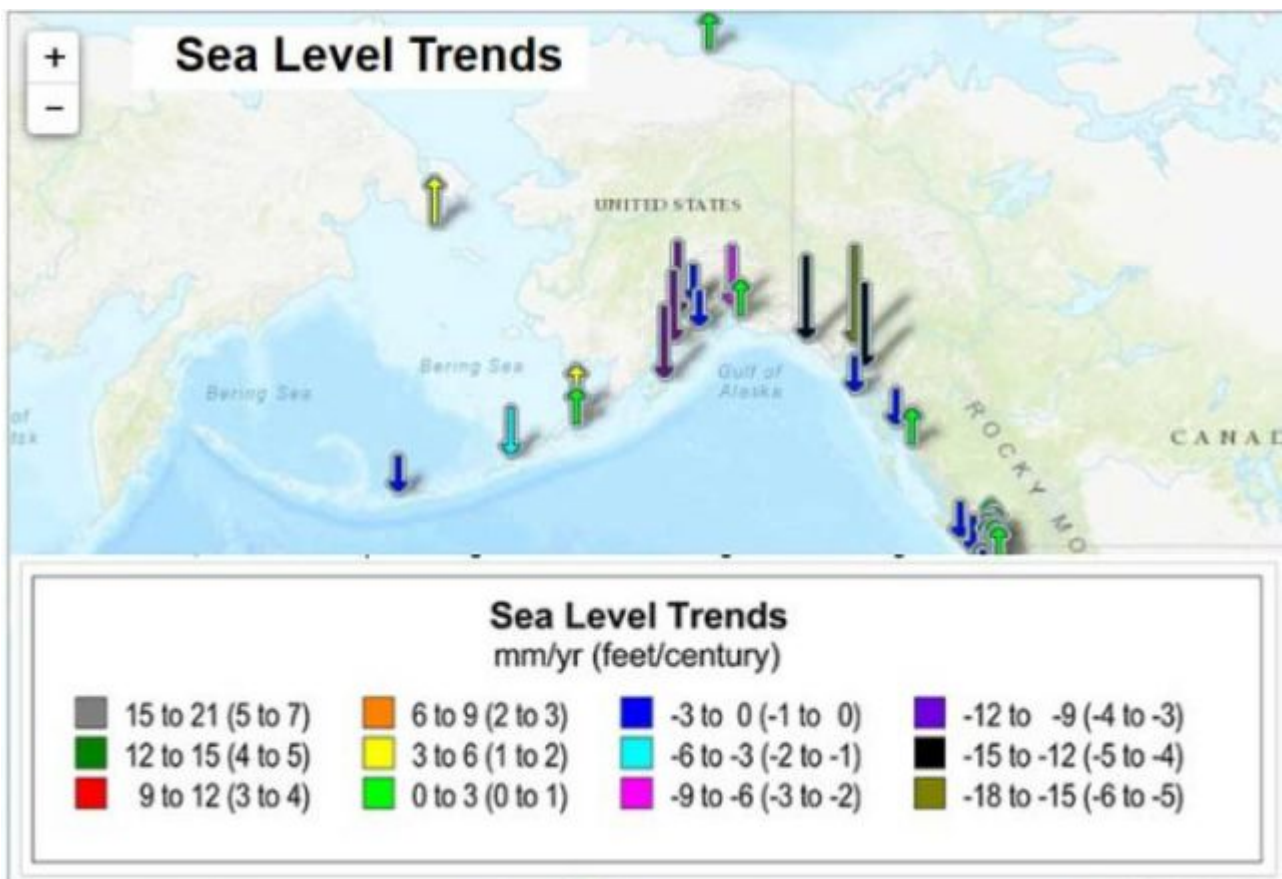 +
Sea Level Trends
−
UNITED STATES
Bering Sea
Gulf of
Alaska
Bering Sea
of
tsk
ROCKY MO
CANAD
Sea Level Trends
mm/yr (feet/century)
15 to 21 (5 to 7)
12 to 15 (4 to 5)
9 to 12 (3 to 4)
6 to 9 (2 to 3)
3 to 6 (1 to 2)
0 to 3 (0 to 1)
-3 to 0 (-1 to 0)
-6 to -3 (-2 to -1)
-9 to -6 (-3 to -2)
-12 to -9 (-4 to -3)
-15 to -12 (-5 to -4)
-18 to -15 (-6 to -5)